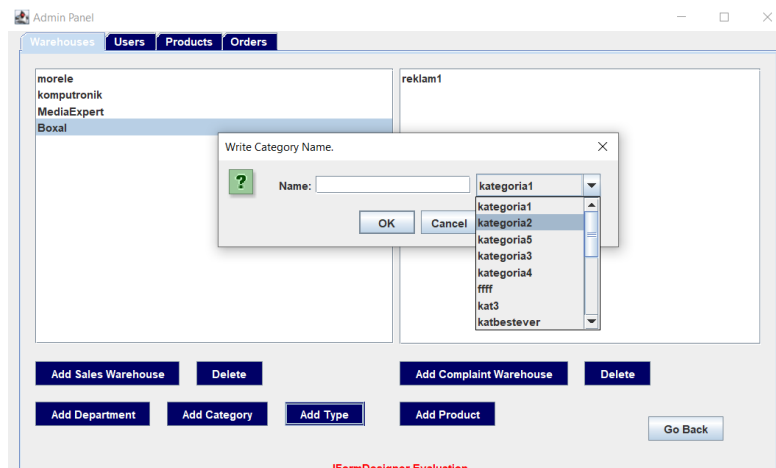 Admin Panel
Warehouses Users Products Orders
morele
komputronik
MediaExpert
Boxal
reklam1
Write Category Name.
?
Name:
kategoria1
OK Cancel
kategoria1
kategoria2
kategoria5
kategoria3
kategoria4
ffff
kat3
katbestever
Add Sales Warehouse Delete
Add Complaint Warehouse Delete
Add Department Add Category Add Type Add Product
Go Back
JFormDesigner Evaluation